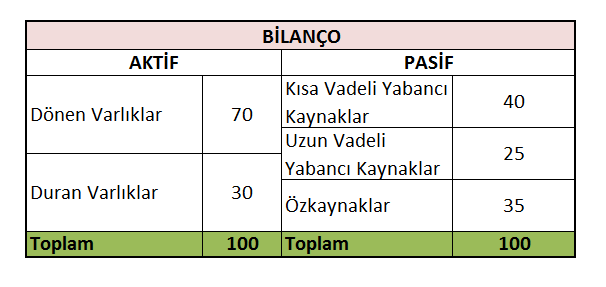 BİLANÇO
AKTİF
PASİF
Dönen Varlıklar
70
Kısa Vadeli Yabancı
Kaynaklar
40
Uzun Vadeli
Yabancı Kaynaklar
25
Duran Varlıklar
30
Özkaynaklar
35
Toplam
100
Toplam
100